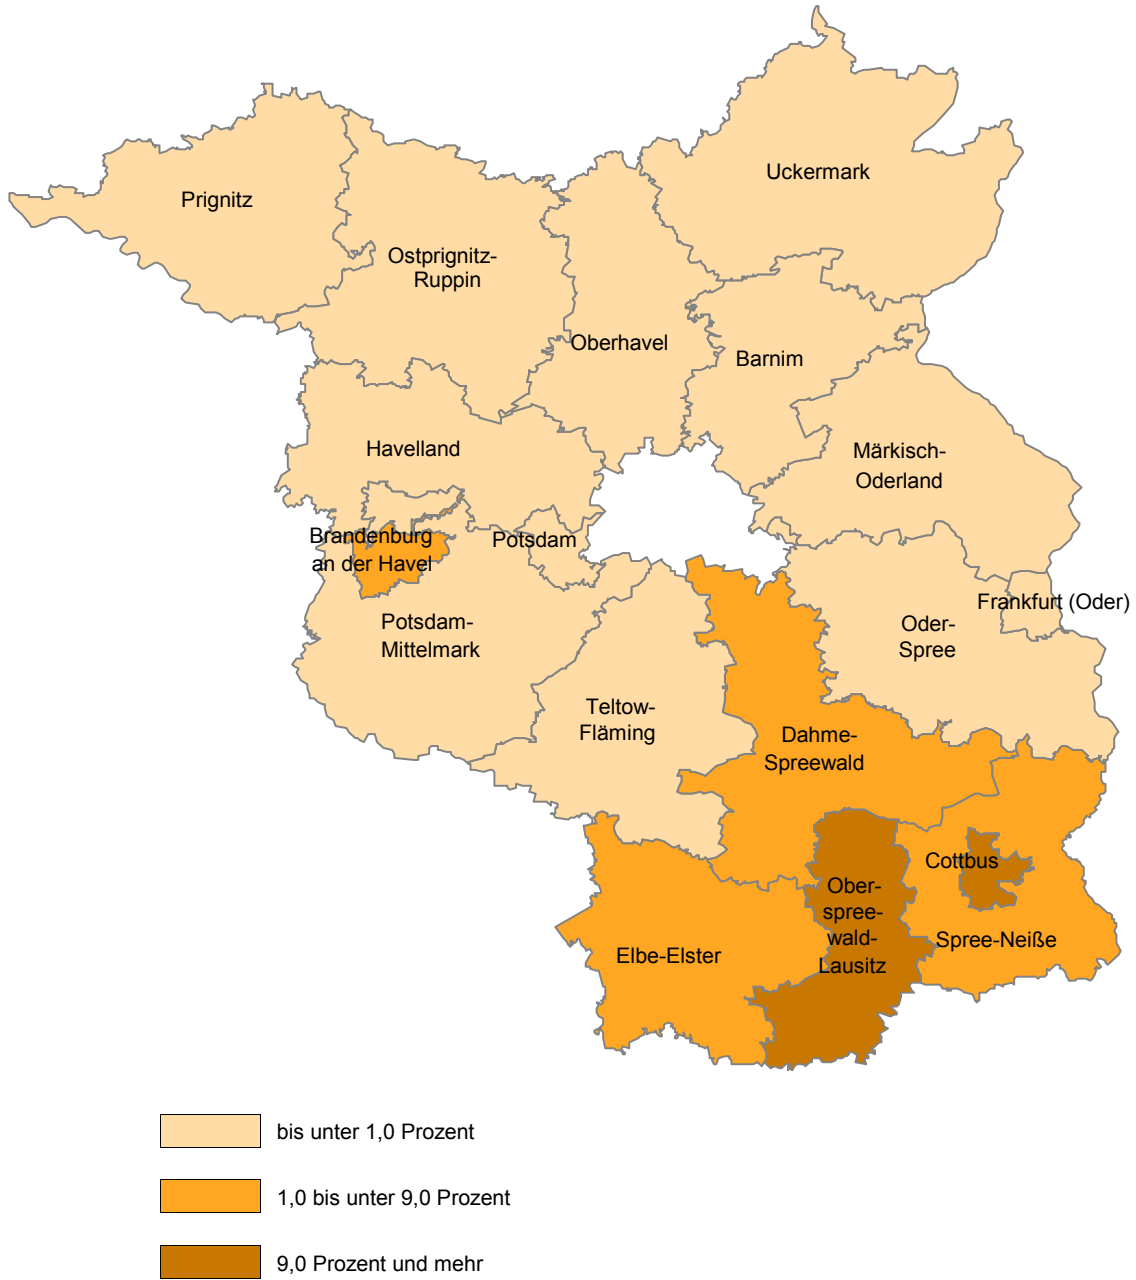 Uckermark
Prignitz
Ostprignitz-
Ruppin
Oberhavel
Barnim
Havelland
Märkisch-
Oderland
Brandenburg
an der Havel
Potsdam
Frankfurt (Oder)
Potsdam-
Mittelmark
Oder-
Spree
Teltow-
Fläming
Dahme-
Spreewald
Cottbus
Ober-
spree-
wald-
Lausitz
Spree-Neiße
Elbe-Elster
bis unter 1,0 Prozent
1,0 bis unter 9,0 Prozent
9,0 Prozent und mehr